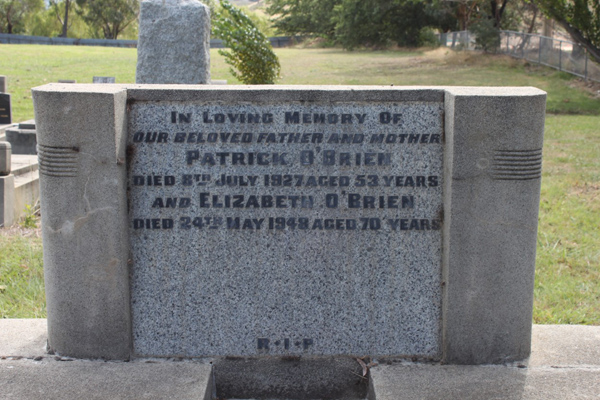 In Loving Memory Of
OUR BELOVED FATHER AND MOTHER
PATRICK O'BRIEN
DIED 8TH JULY 1927 AGED 53 YEARS
AND ELIZABETH O'BRIEN
DIED 24TH MAY 1949 AGED 70 YEARS
R·I·P